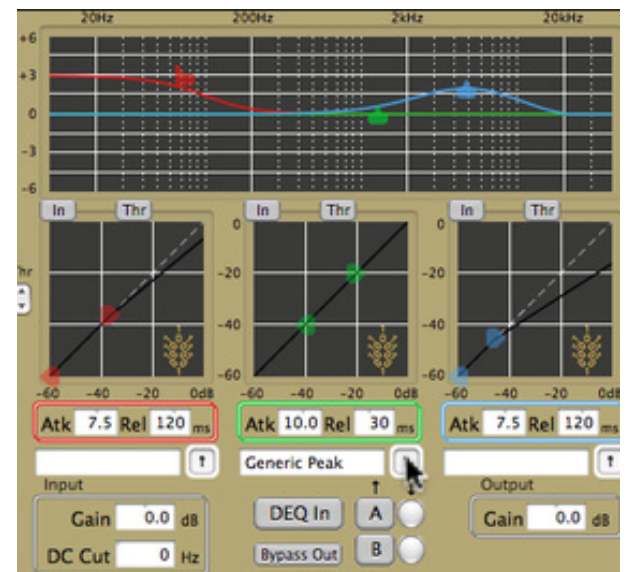 20Hz 200Hz 2kHz 20kHz
+6
+3
0
-3
-6
In Thr In Thr In Thr
0 0
-20 -20
-40 -40
-60 -60
-60 -40 -20 0dB -60 -40 -20 0dB -60 -40 -20 0dB
Atk 7.5 Rel 120 ms Atk 10.0 Rel 30 ms Atk 7.5 Rel 120 ms
↑ Generic Peak ↑
Input ↑ Output
Gain 0.0 dB DEQ In A Gain 0.0 dB
DC Cut 0 Hz Bypass Out B